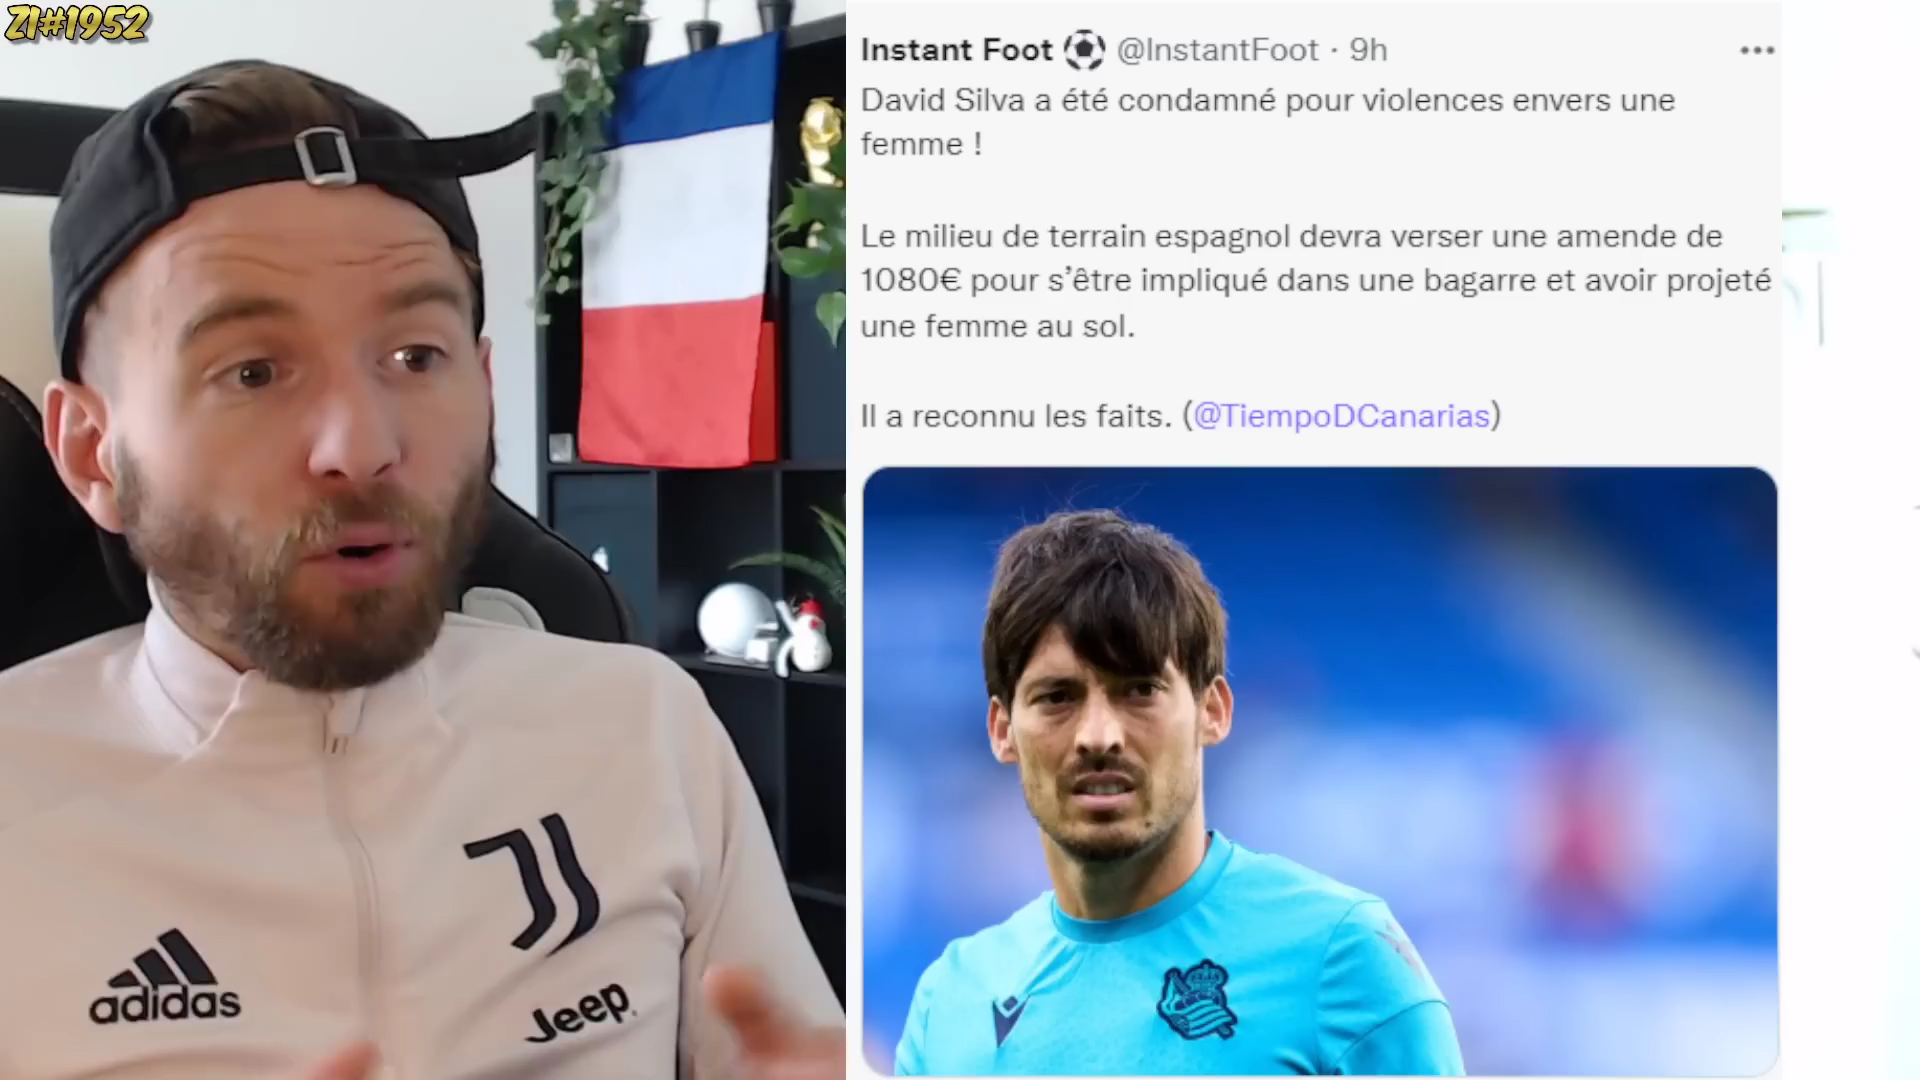 ZI#1952
Instant Foot @InstantFoot · 9h
David Silva a été condamné pour violences envers une
femme !
Le milieu de terrain espagnol devra verser une amende de
1080€ pour s’être impliqué dans une bagarre et avoir projeté
une femme au sol.
Il a reconnu les faits. (@TiempoDCanarias)
adidas
Jeep